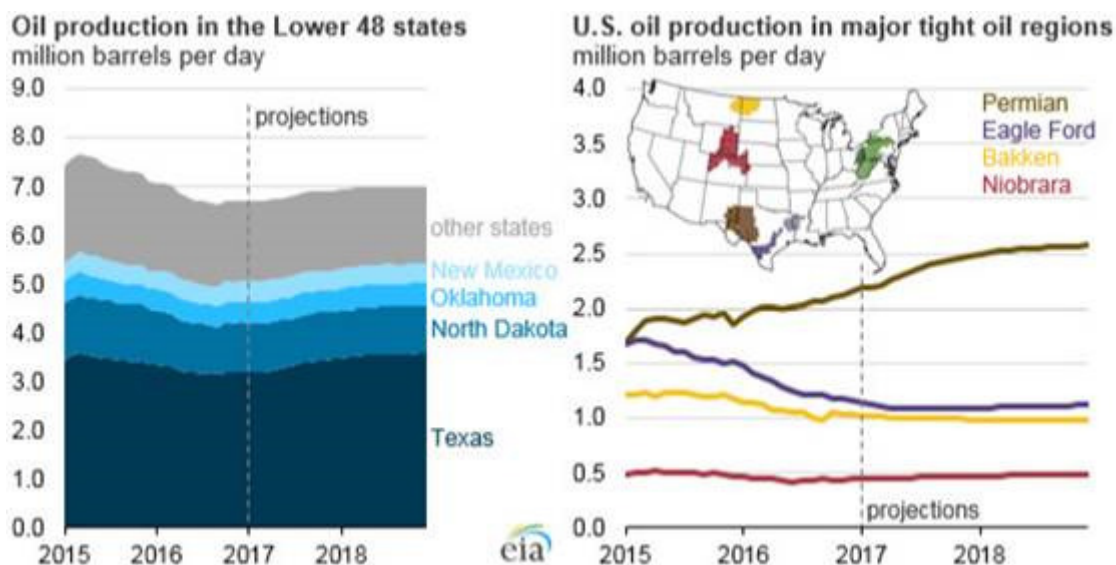 Oil production in the Lower 48 states
million barrels per day
9.0
8.0
7.0
6.0
5.0
4.0
3.0
2.0
1.0
0.0
projections
other states
New Mexico
Oklahoma
North Dakota
Texas
2015 2016 2017 2018
eia
U.S. oil production in major tight oil regions
million barrels per day
4.0
3.5
3.0
2.5
2.0
1.5
1.0
0.5
0.0
Permian
Eagle Ford
Bakken
Niobrara
projections
2015 2016 2017 2018